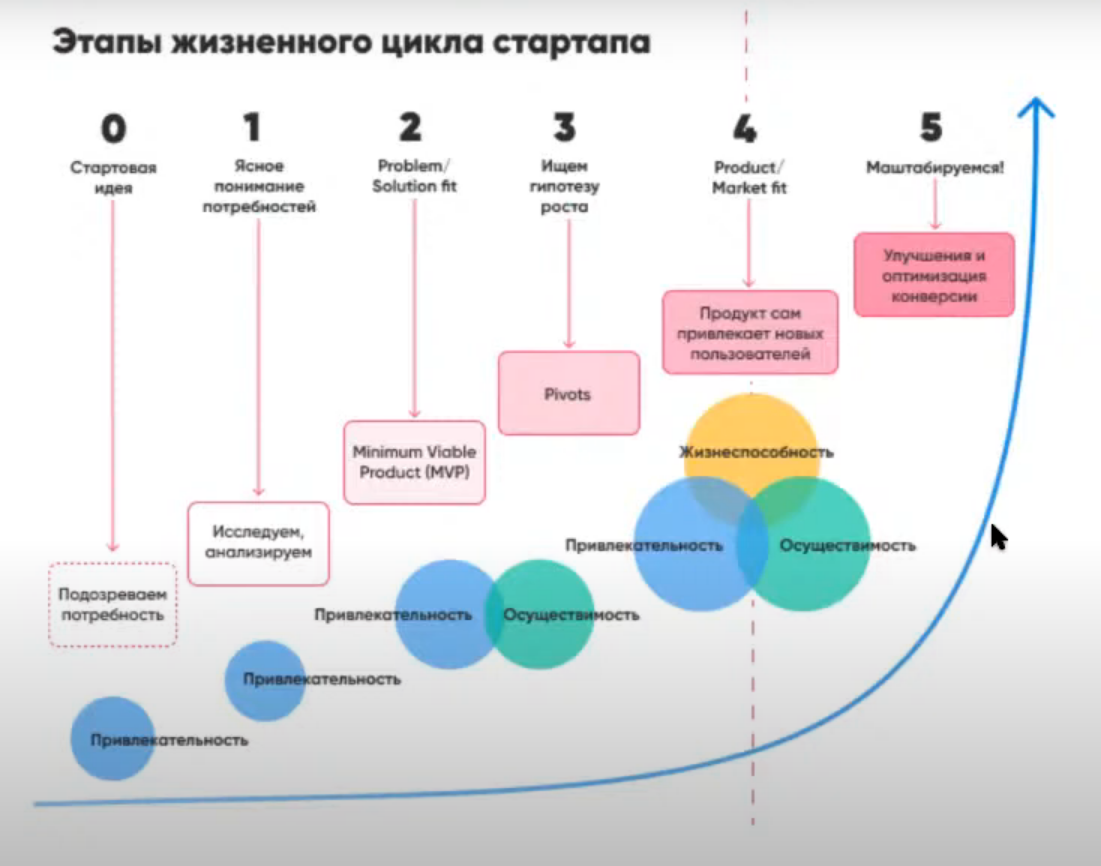 Этапы жизненного цикла стартапа
0
1
2
3
4
5
Стартовая
идея
Ясное
понимание
потребностей
Problem/
Solution fit
Ищем
гипотезу
роста
Product/
Market fit
Маштабируемся!
Улучшения и
оптимизация
конверсии
Продукт сам
привлекает новых
пользователей
Pivots
Minimum Viable
Product (MVP)
Исследуем,
анализируем
Подозреваем
потребность
Жизнеспособность
Привлекательность
Осуществимость
Привлекательность
Осуществимость
Привлекательность
Привлекательность